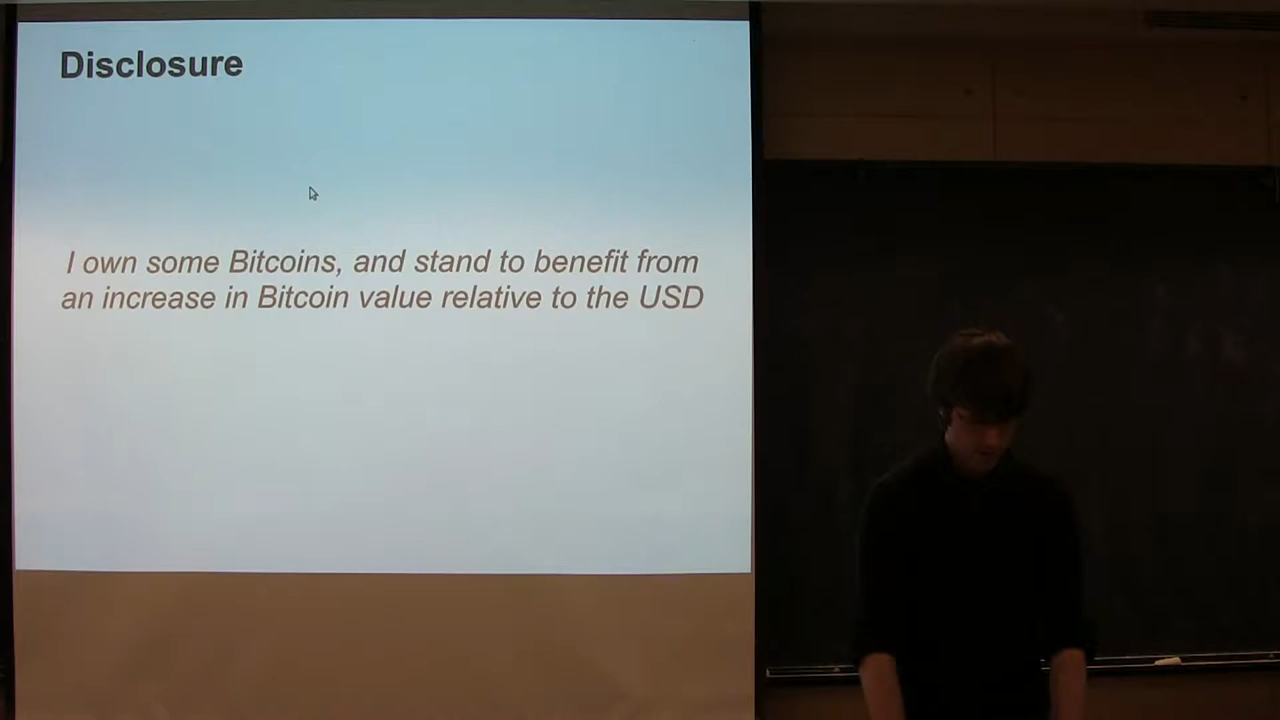 Disclosure
I own some Bitcoins, and stand to benefit from
an increase in Bitcoin value relative to the USD